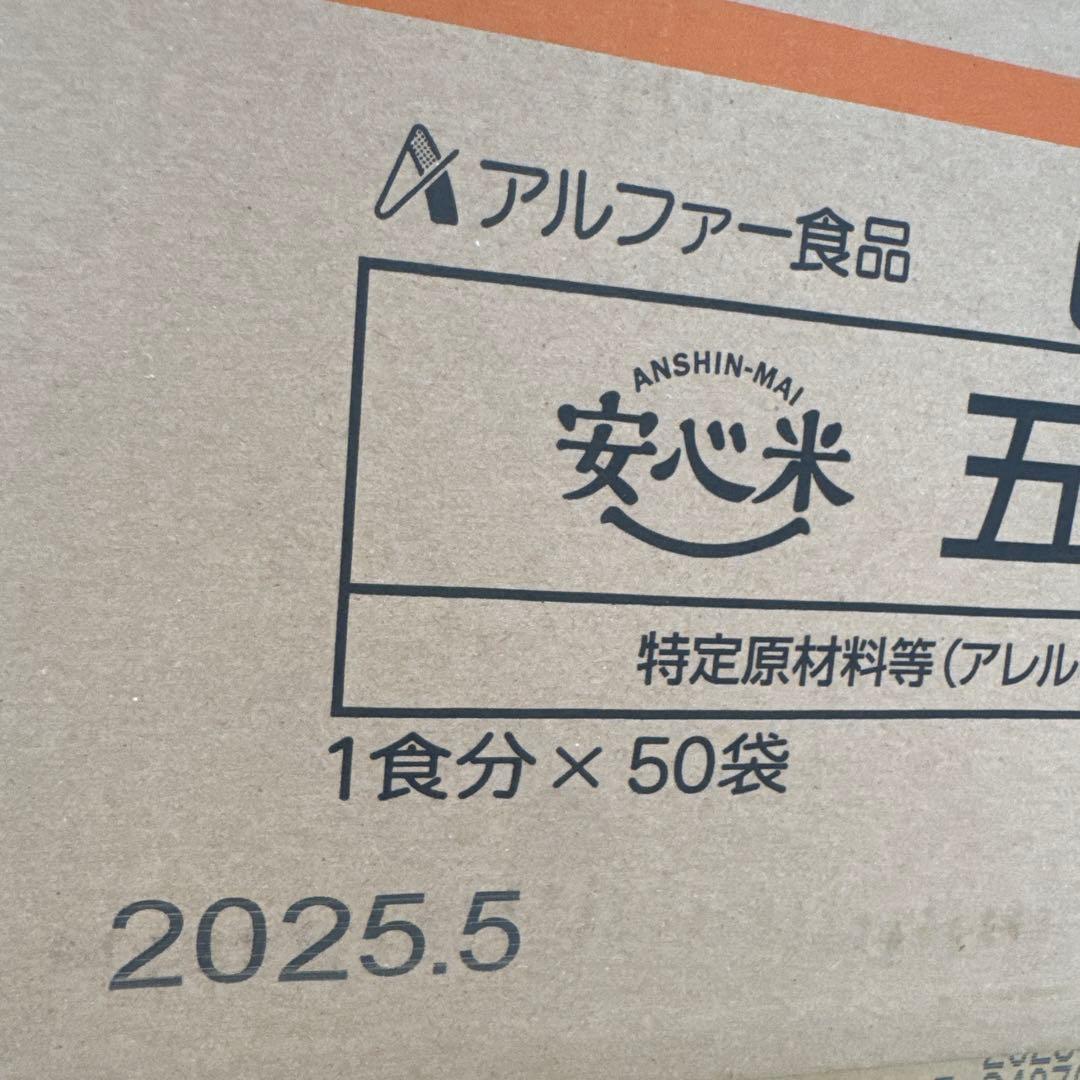 アルファー食品
ANSHIN-MAI
安心米
五
特定原材料等(アレル
1食分×50袋
2025.5